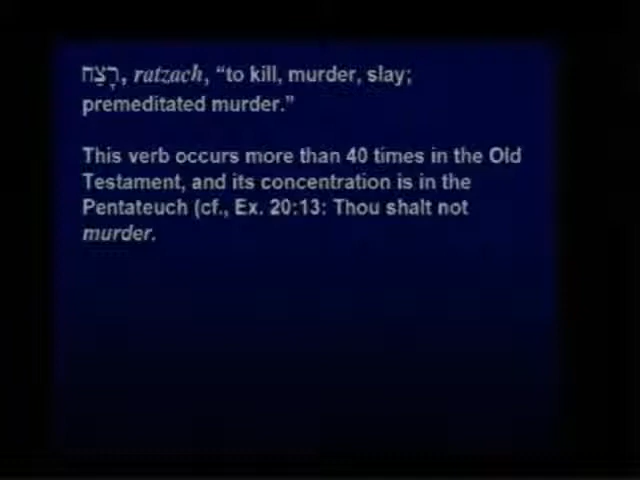 רָצַח, ratzach, “to kill, murder, slay;
premeditated murder.”
This verb occurs more than 40 times in the Old
Testament, and its concentration is in the
Pentateuch (cf., Ex. 20:13: Thou shalt not
murder.